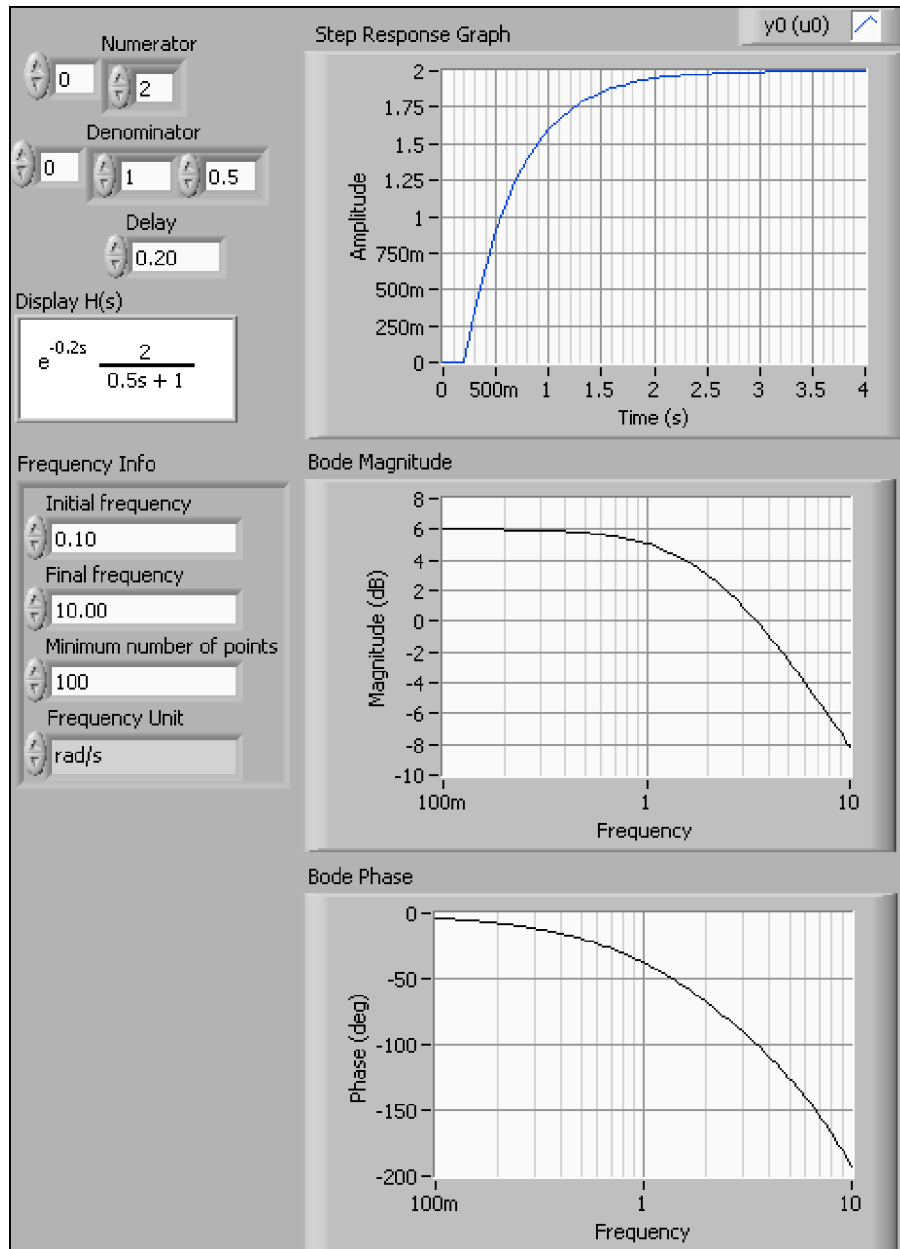 Numerator
0
2
Denominator
0
1
0.5
Delay
0.20
Display H(s)
e^-0.2s 2
0.5s + 1
Frequency Info
Initial frequency
0.10
Final frequency
10.00
Minimum number of points
100
Frequency Unit
rad/s
Step Response Graph
y0 (u0)
Amplitude
2
1.75
1.5
1.25
1
750m
500m
250m
0
0 500m 1 1.5 2 2.5 3 3.5 4
Time (s)
Bode Magnitude
Magnitude (dB)
8
6
4
2
0
-2
-4
-6
-8
-10
100m 1 10
Frequency
Bode Phase
Phase (deg)
0
-50
-100
-150
-200
100m 1 10
Frequency